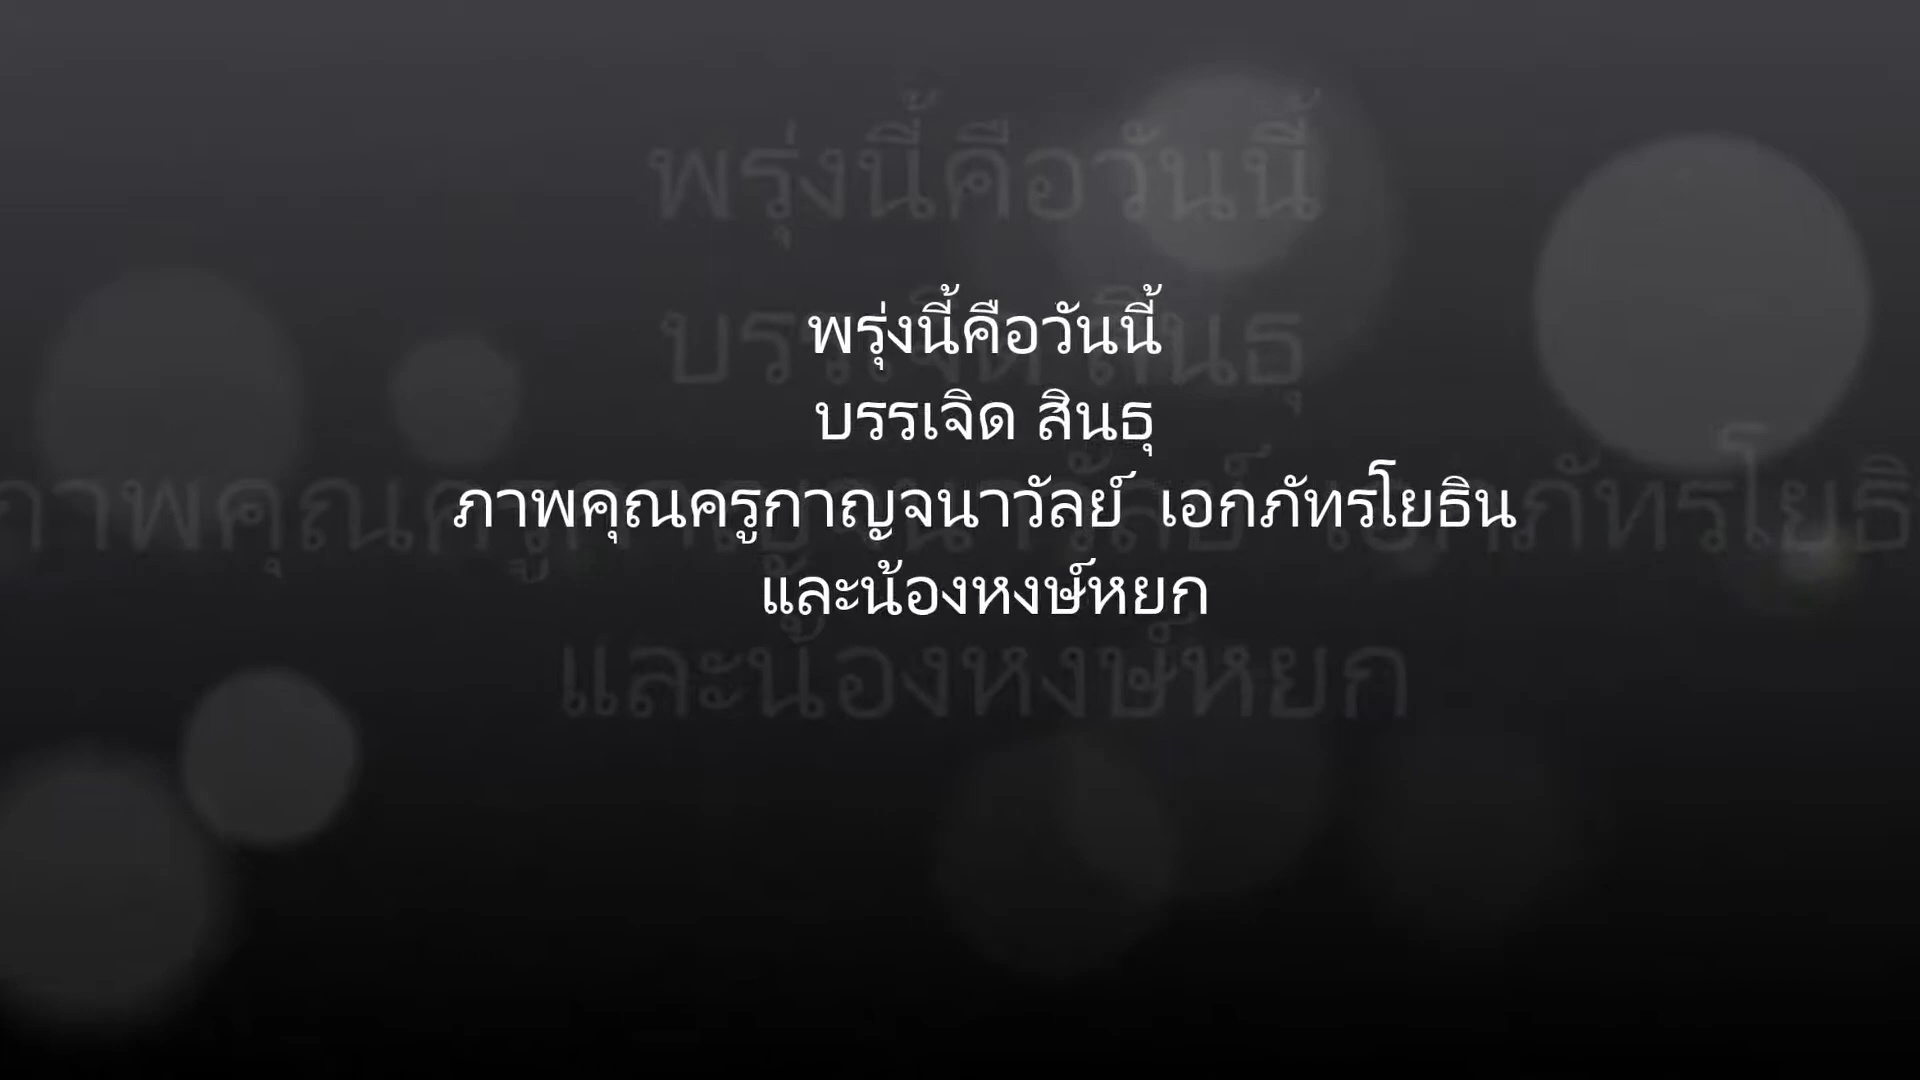 พรุ่งนี้คือวันนี้
บรรเจิด สินธุ
ภาพคุณครูกาญจนาวัลย์ เอกภัทรโยธิน
และน้องหงษ์หยก